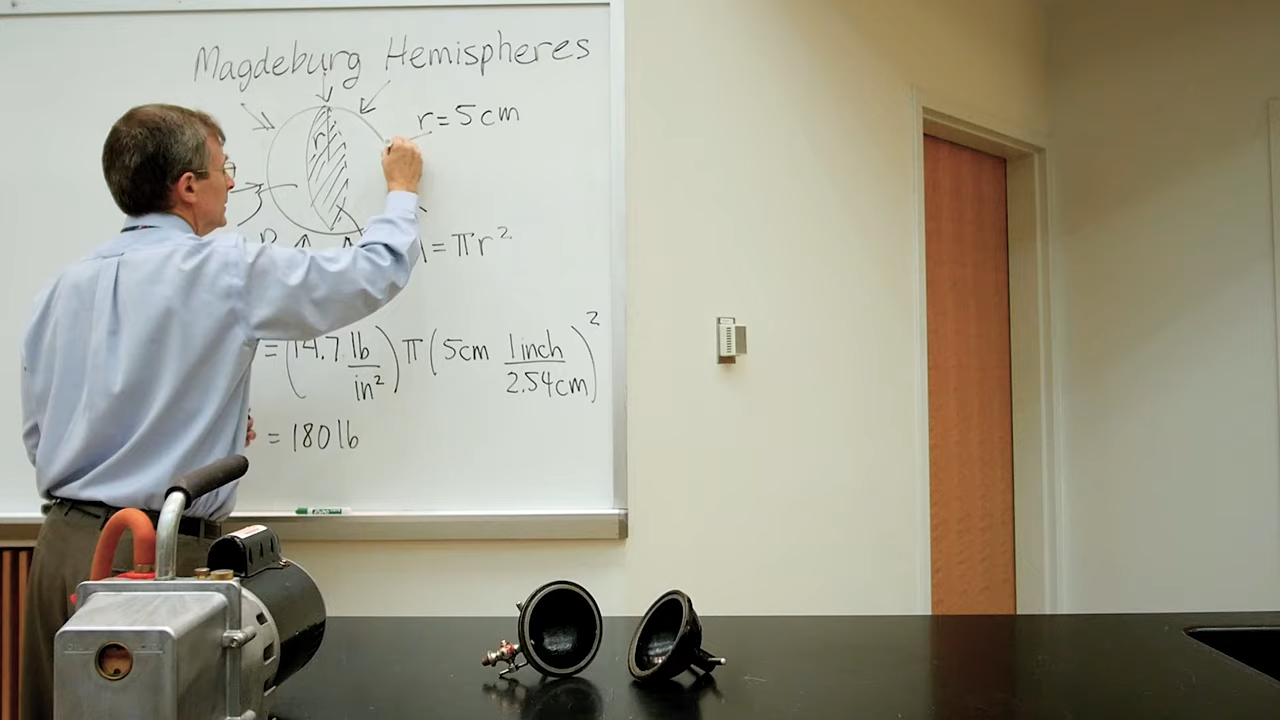 Magdeburg Hemispheres
r = 5 cm
r
= πr²
= (14.7 lb/in²) π (5cm 1inch/2.54cm)²
= 180 lb